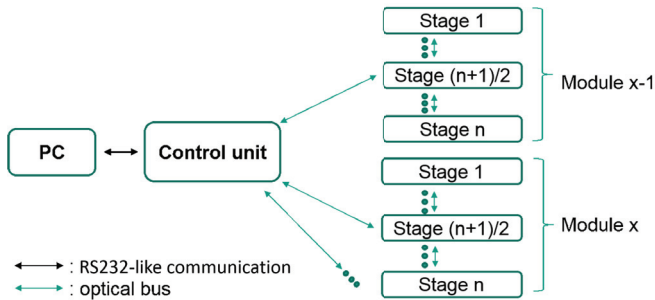 Stage 1
Stage (n+1)/2
Module x-1
Stage n
PC
Control unit
Stage 1
Stage (n+1)/2
Module x
Stage n
: RS232-like communication
: optical bus